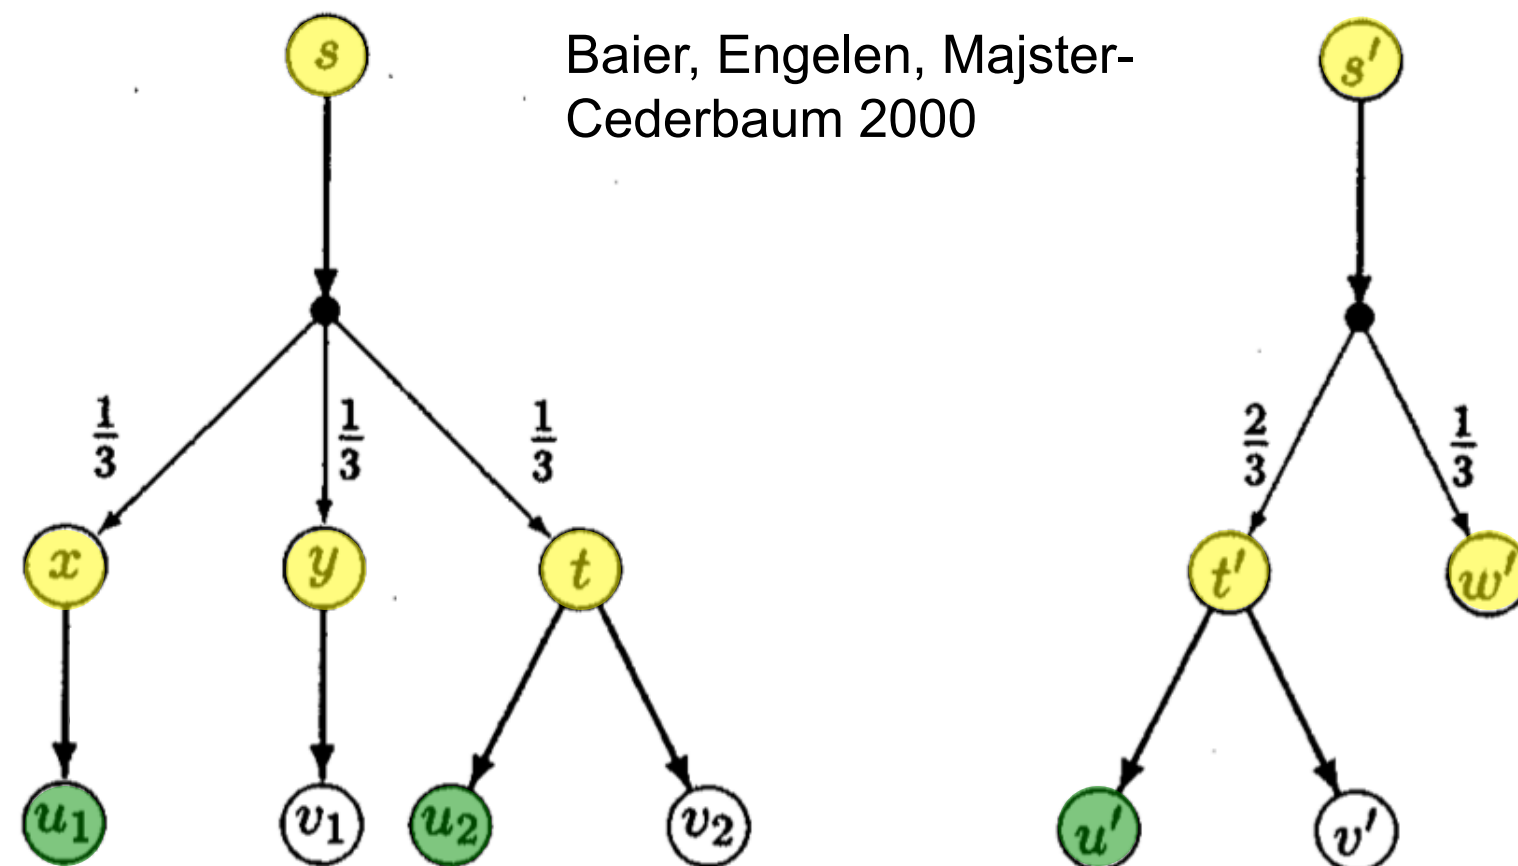 s
Baier, Engelen, Majster-
Cederbaum 2000
s′
1/3
1/3
1/3
2/3
1/3
x
y
t
t′
w′
u₁
v₁
u₂
v₂
u′
v′